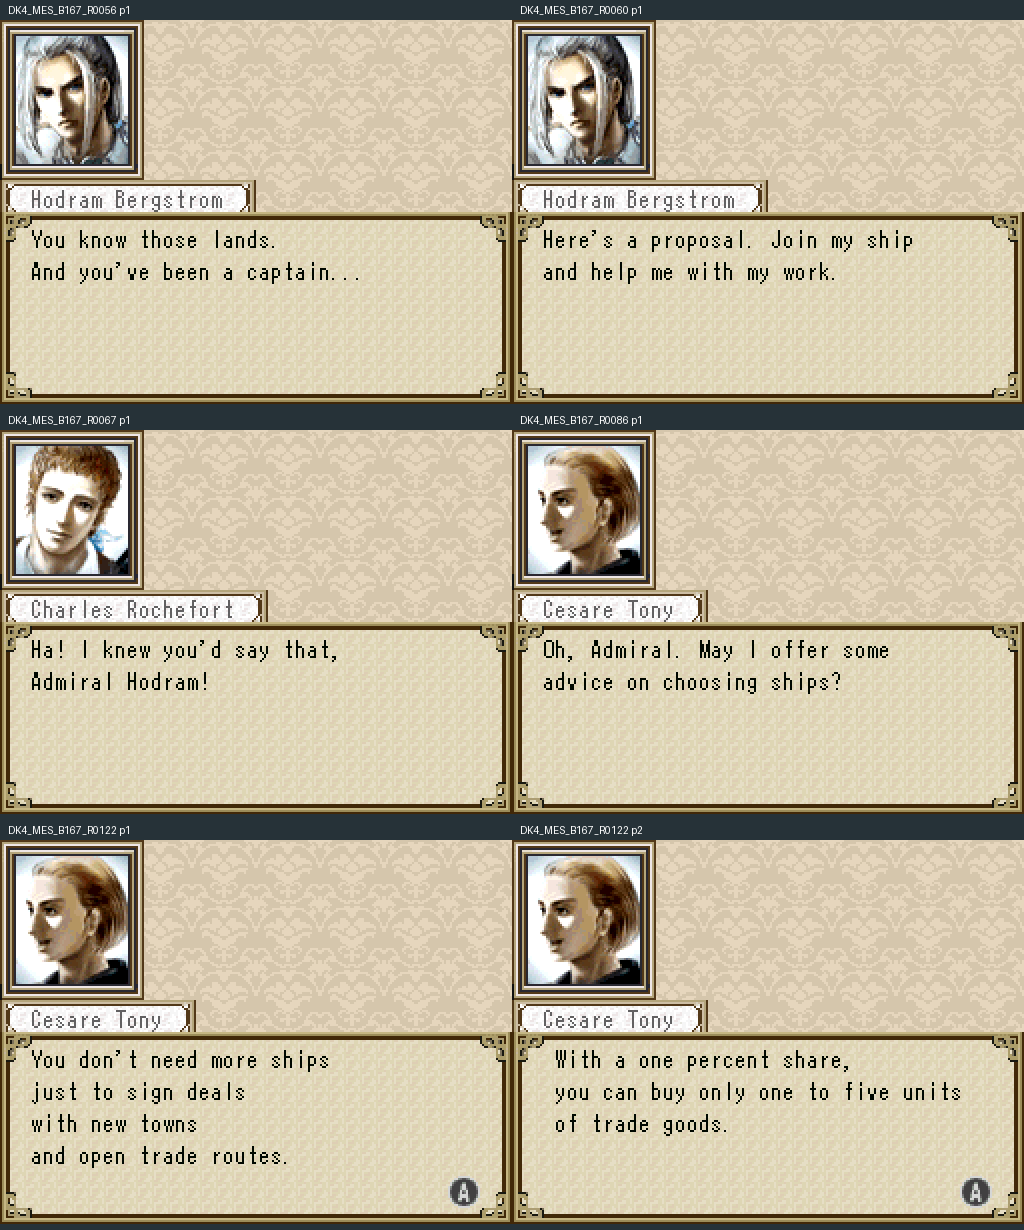 DK4_MES_B167_R0056 p1
Hodram Bergstrom
You know those lands.
And you've been a captain...
DK4_MES_B167_R0060 p1
Hodram Bergstrom
Here's a proposal. Join my ship
and help me with my work.
DK4_MES_B167_R0067 p1
Charles Rochefort
Ha! I knew you'd say that,
Admiral Hodram!
DK4_MES_B167_R0086 p1
Cesare Tony
Oh, Admiral. May I offer some
advice on choosing ships?
DK4_MES_B167_R0122 p1
Cesare Tony
You don't need more ships
just to sign deals
with new towns
and open trade routes.
A
DK4_MES_B167_R0122 p2
Cesare Tony
With a one percent share,
you can buy only one to five units
of trade goods.
A